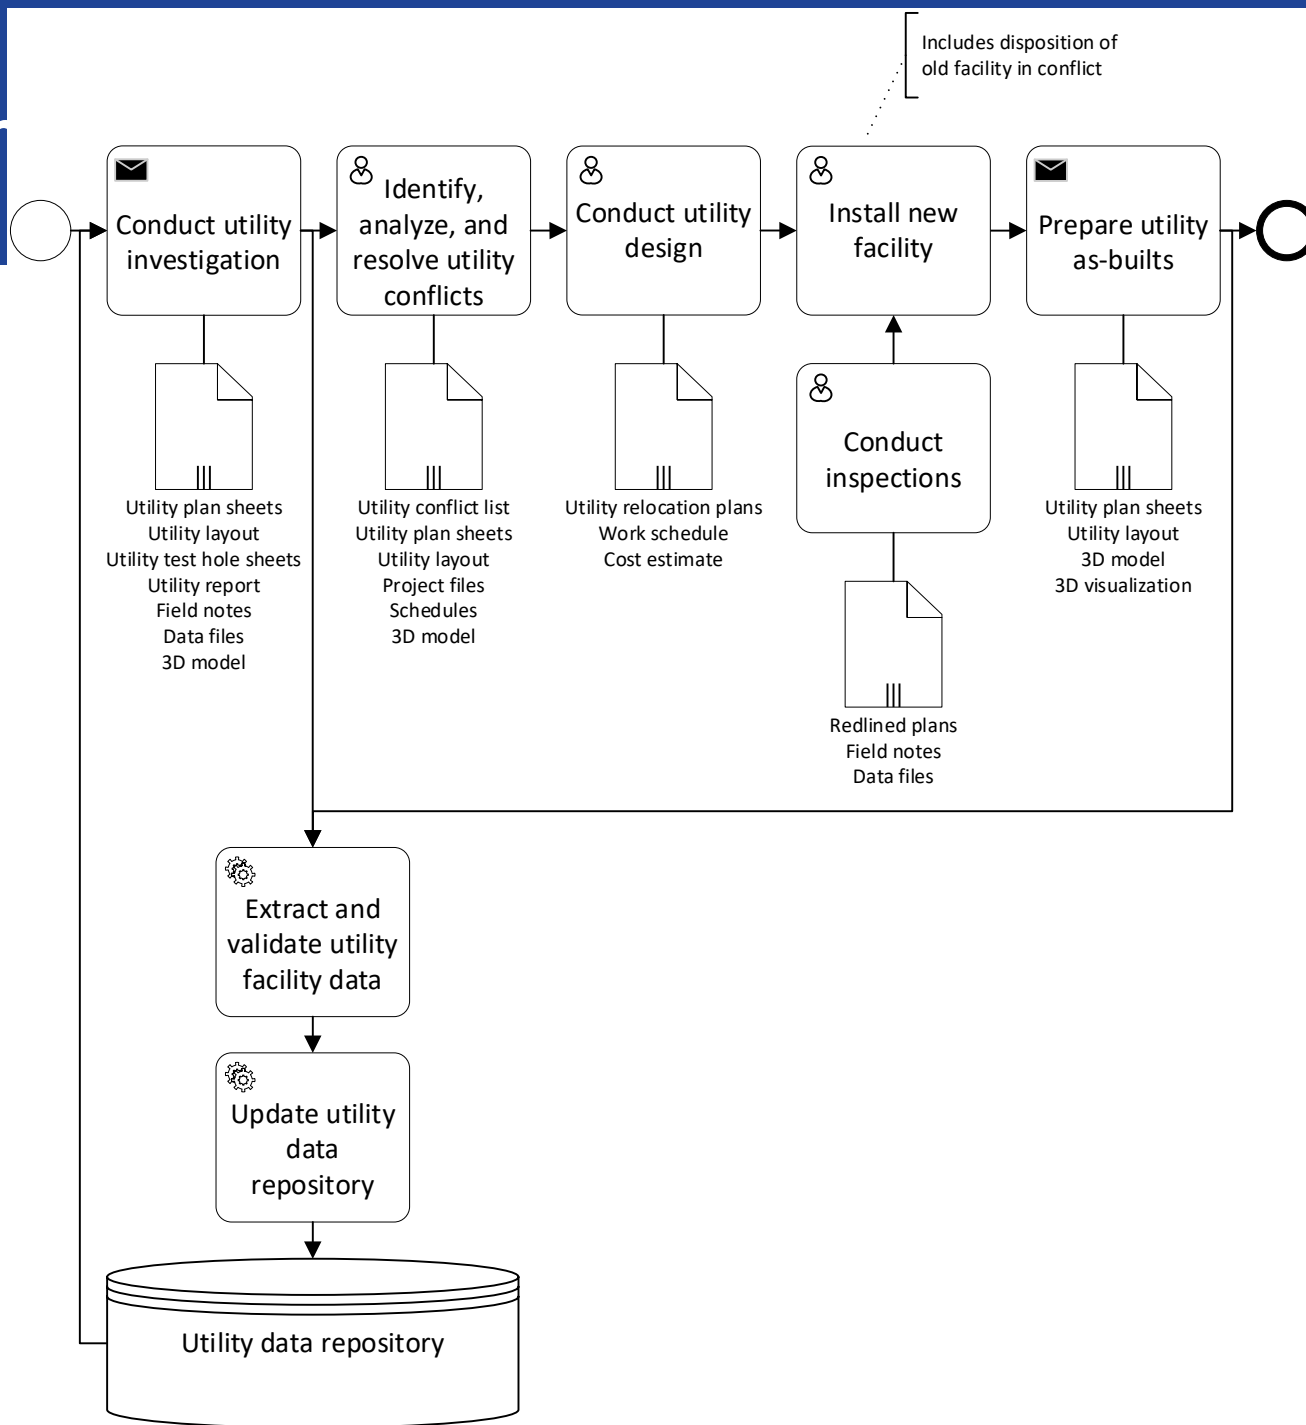 Includes disposition of
old facility in conflict
Conduct utility
investigation
Identify,
analyze, and
resolve utility
conflicts
Conduct utility
design
Install new
facility
Prepare utility
as-builts
Utility plan sheets
Utility layout
Utility test hole sheets
Utility report
Field notes
Data files
3D model
Utility conflict list
Utility plan sheets
Utility layout
Project files
Schedules
3D model
Utility relocation plans
Work schedule
Cost estimate
Conduct
inspections
Redlined plans
Field notes
Data files
Utility plan sheets
Utility layout
3D model
3D visualization
Extract and
validate utility
facility data
Update utility
data
repository
Utility data repository